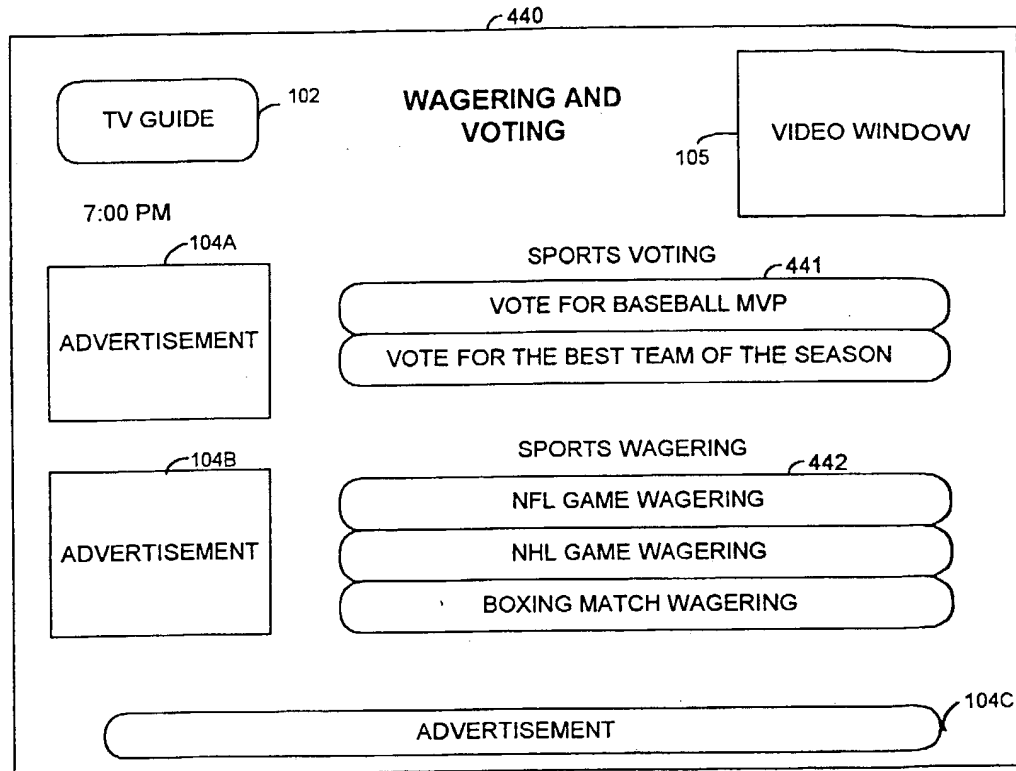 440
TV GUIDE
102
WAGERING AND
VOTING
105
VIDEO WINDOW
7:00 PM
104A
ADVERTISEMENT
SPORTS VOTING
441
VOTE FOR BASEBALL MVP
VOTE FOR THE BEST TEAM OF THE SEASON
104B
ADVERTISEMENT
SPORTS WAGERING
442
NFL GAME WAGERING
NHL GAME WAGERING
BOXING MATCH WAGERING
ADVERTISEMENT
104C